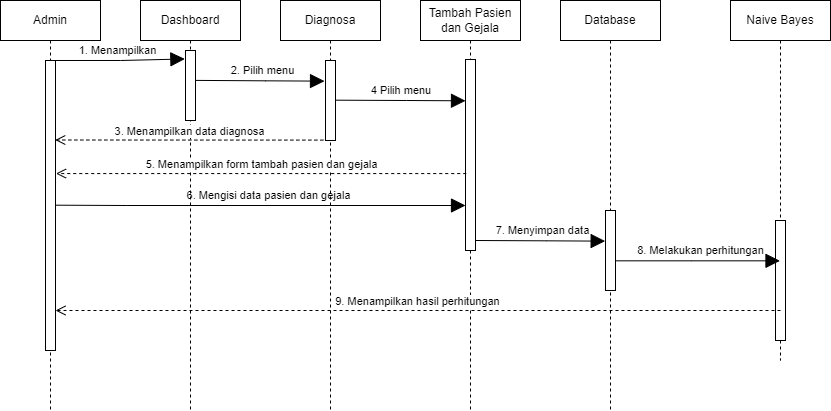 Admin
Dashboard
Diagnosa
Tambah Pasien
dan Gejala
Database
Naive Bayes
1. Menampilkan
2. Pilih menu
4 Pilih menu
3. Menampilkan data diagnosa
5. Menampilkan form tambah pasien dan gejala
6. Mengisi data pasien dan gejala
7. Menyimpan data
8. Melakukan perhitungan
9. Menampilkan hasil perhitungan